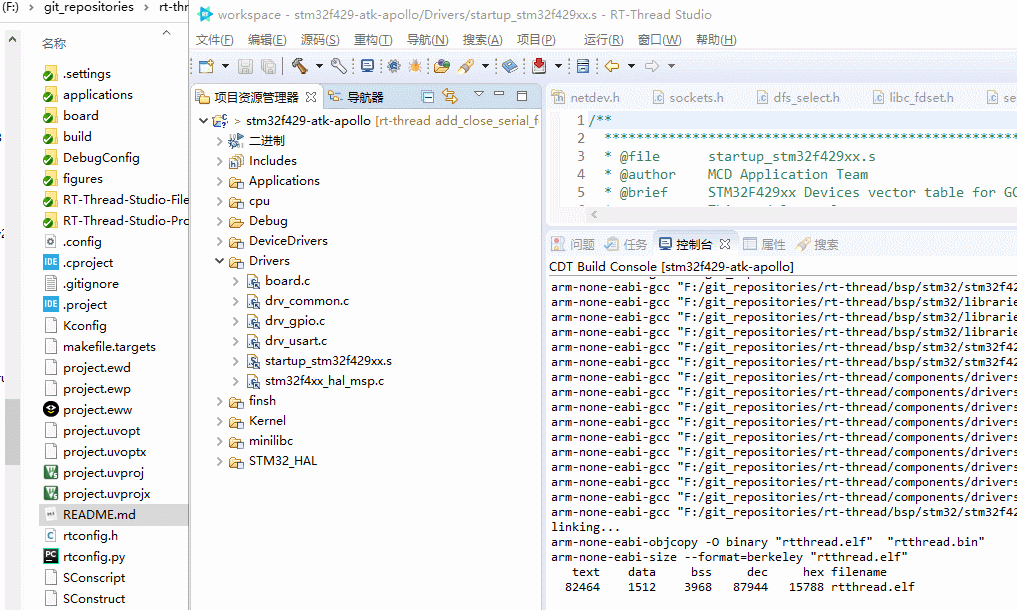 (F:) > git_repositories > rt-thr
名称
.settings
applications
board
build
DebugConfig
figures
RT-Thread-Studio-File
RT-Thread-Studio-Pro
.config
.cproject
.gitignore
.project
Kconfig
makefile.targets
project.ewd
project.ewp
project.eww
project.uvopt
project.uvoptx
project.uvproj
project.uvprojx
README.md
rtconfig.h
rtconfig.py
SConscript
SConstruct
workspace - stm32f429-atk-apollo/Drivers/startup_stm32f429xx.s - RT-Thread Studio
文件(F) 编辑(E) 源码(S) 重构(T) 导航(N) 搜索(A) 项目(P) 运行(R) 窗口(W) 帮助(H)
项目资源管理器 导航器
> stm32f429-atk-apollo [rt-thread add_close_serial_f
二进制
Includes
Applications
cpu
Debug
DeviceDrivers
Drivers
board.c
drv_common.c
drv_gpio.c
drv_usart.c
startup_stm32f429xx.s
stm32f4xx_hal_msp.c
finsh
Kernel
minilibc
STM32_HAL
netdev.h sockets.h dfs_select.h libc_fdset.h se
1 /**
2 ****************************************************
3 * @file startup_stm32f429xx.s
4 * @author MCD Application Team
5 * @brief STM32F429xx Devices vector table for GC
问题 任务 控制台 属性 搜索
CDT Build Console [stm32f429-atk-apollo]
arm-none-eabi-gcc "F:/git_repositories/rt-thread/bsp/stm32/stm32f42
arm-none-eabi-gcc "F:/git_repositories/rt-thread/bsp/stm32/librarie
arm-none-eabi-gcc "F:/git_repositories/rt-thread/bsp/stm32/librarie
arm-none-eabi-gcc "F:/git_repositories/rt-thread/bsp/stm32/librarie
arm-none-eabi-gcc "F:/git_repositories/rt-thread/bsp/stm32/stm32f42
arm-none-eabi-gcc "F:/git_repositories/rt-thread/bsp/stm32/stm32f42
arm-none-eabi-gcc "F:/git_repositories/rt-thread/components/drivers
arm-none-eabi-gcc "F:/git_repositories/rt-thread/components/drivers
arm-none-eabi-gcc "F:/git_repositories/rt-thread/components/drivers
arm-none-eabi-gcc "F:/git_repositories/rt-thread/components/drivers
arm-none-eabi-gcc "F:/git_repositories/rt-thread/components/drivers
arm-none-eabi-gcc "F:/git_repositories/rt-thread/components/drivers
arm-none-eabi-gcc "F:/git_repositories/rt-thread/components/drivers
arm-none-eabi-gcc "F:/git_repositories/rt-thread/components/drivers
arm-none-eabi-gcc "F:/git_repositories/rt-thread/components/drivers
arm-none-eabi-gcc "F:/git_repositories/rt-thread/bsp/stm32/stm32f42
linking...
arm-none-eabi-objcopy -O binary "rtthread.elf" "rtthread.bin"
arm-none-eabi-size --format=berkeley "rtthread.elf"
text data bss dec hex filename
82464 1512 3968 87944 15788 rtthread.elf